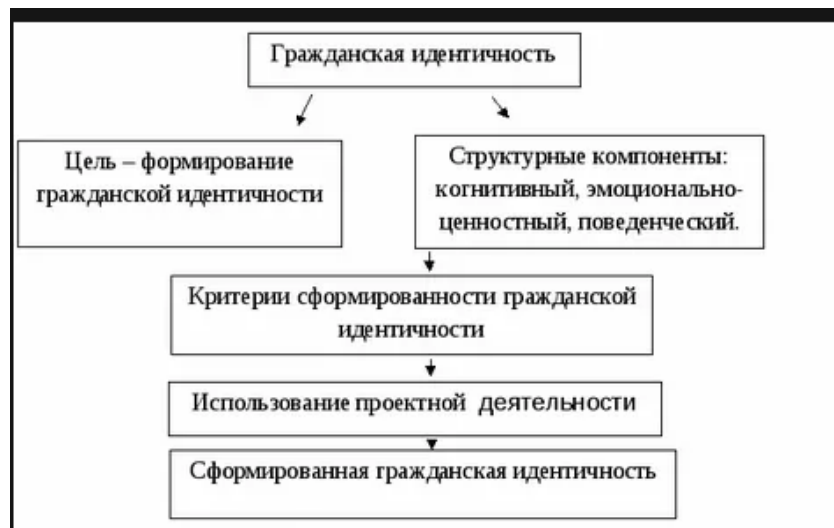 Гражданская идентичность
Цель – формирование
гражданской идентичности
Структурные компоненты:
когнитивный, эмоционально-
ценностный, поведенческий.
Критерии сформированности гражданской
идентичности
Использование проектной деятельности
Сформированная гражданская идентичность